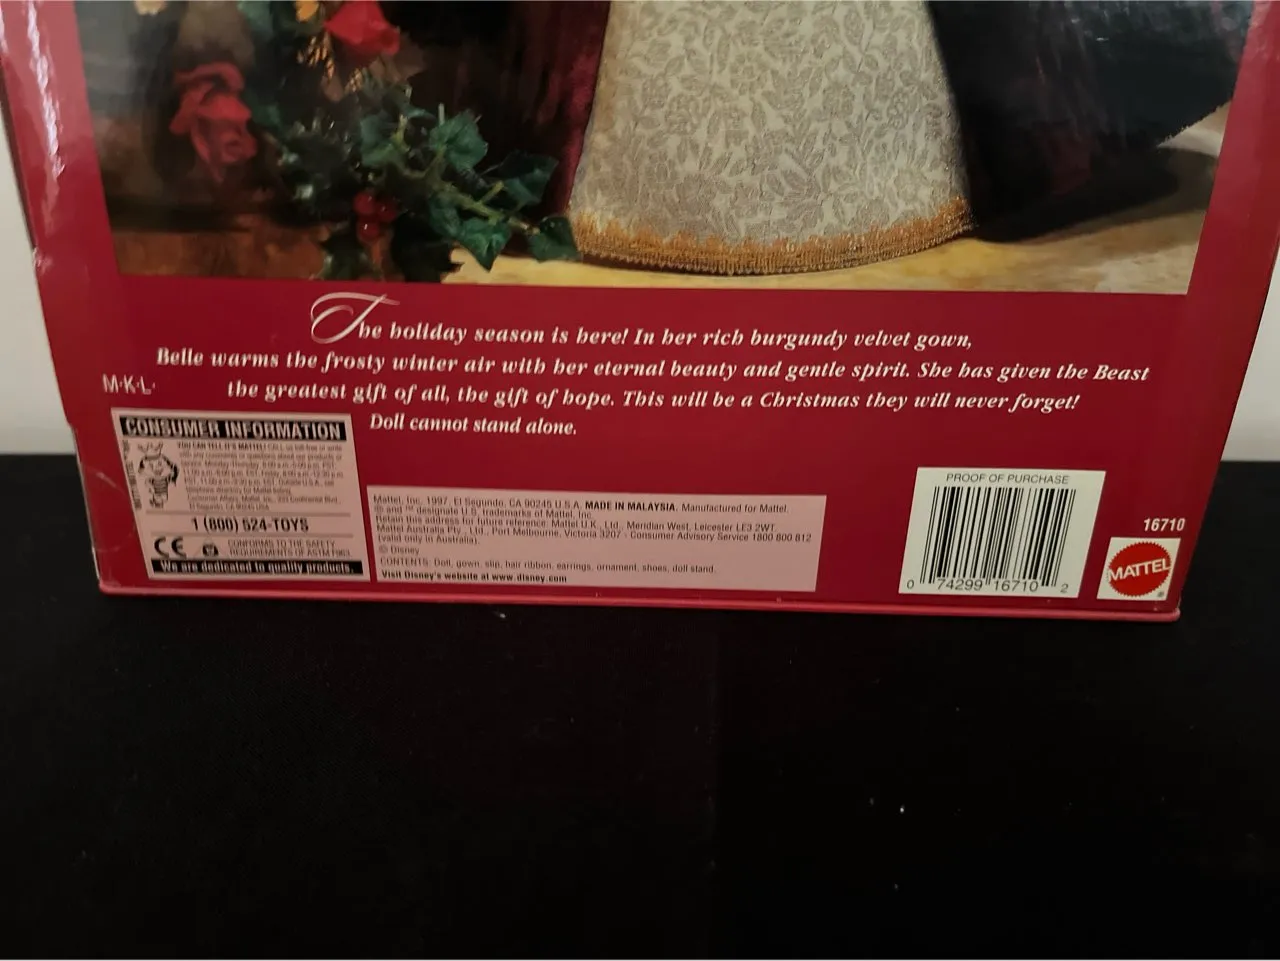 The holiday season is here! In her rich burgundy velvet gown,
Belle warms the frosty winter air with her eternal beauty and gentle spirit. She has given the Beast
the greatest gift of all, the gift of hope. This will be a Christmas they will never forget!
Doll cannot stand alone.
M·K·L·
CONSUMER INFORMATION
YOU CAN TELL IT'S MATTEL!
1 (800) 524-TOYS
CE
CONFORMS TO THE SAFETY
REQUIREMENTS OF ASTM F963.
We are dedicated to quality products.
Mattel, Inc. 1997, El Segundo, CA 90245 U.S.A. MADE IN MALAYSIA. Manufactured for Mattel.
® and ™ designate U.S. trademarks of Mattel, Inc.
Retain this address for future reference: Mattel U.K., Ltd., Meridian West, Leicester LE3 2WT.
Mattel Australia Pty., Ltd., Port Melbourne, Victoria 3207 - Consumer Advisory Service 1800 800 812
(valid only in Australia).
© Disney
CONTENTS: Doll, gown, slip, hair ribbon, earrings, ornament, shoes, doll stand.
Visit Disney's website at www.disney.com
PROOF OF PURCHASE
0 74299 16710 2
16710
MATTEL
®